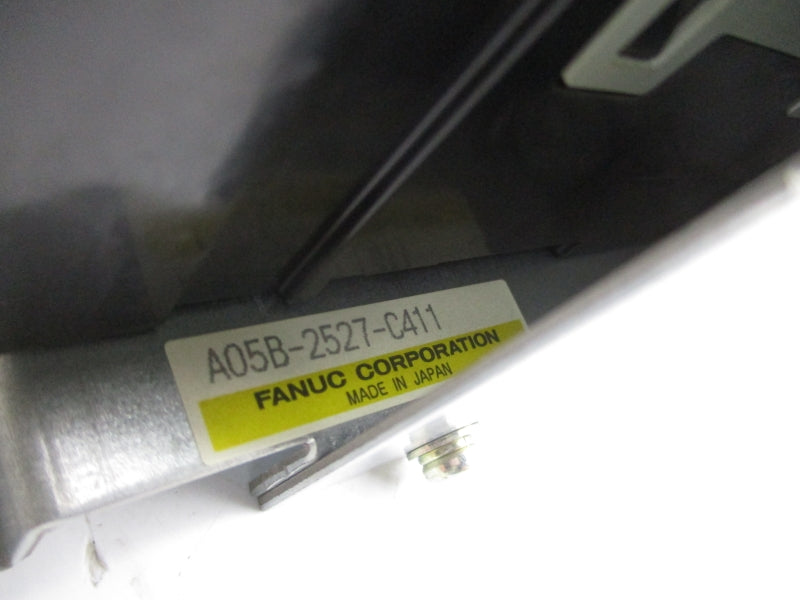 A05B-2527-C411
FANUC CORPORATION
MADE IN JAPAN